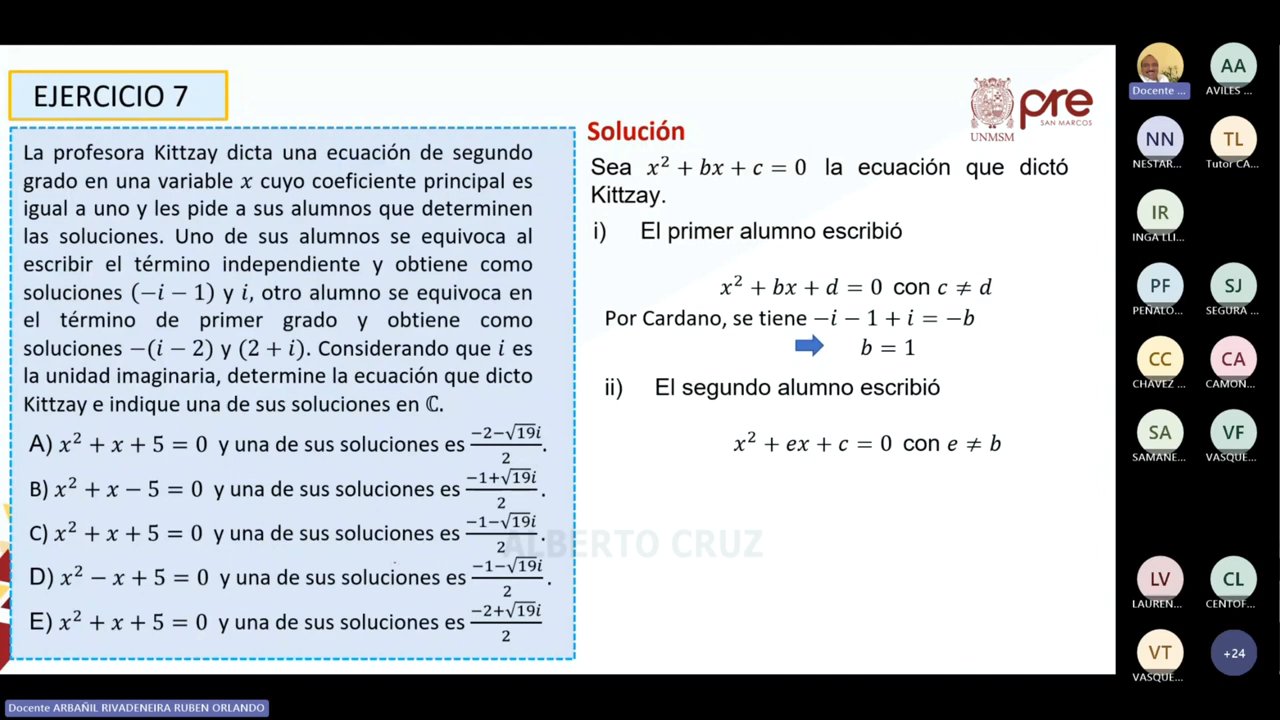 EJERCICIO 7
La profesora Kittzay dicta una ecuación de segundo
grado en una variable x cuyo coeficiente principal es
igual a uno y les pide a sus alumnos que determinen
las soluciones. Uno de sus alumnos se equivoca al
escribir el término independiente y obtiene como
soluciones (−i − 1) y i, otro alumno se equivoca en
el término de primer grado y obtiene como
soluciones −(i − 2) y (2 + i). Considerando que i es
la unidad imaginaria, determine la ecuación que dicto
Kittzay e indique una de sus soluciones en ℂ.
A) x² + x + 5 = 0 y una de sus soluciones es (−2−√19i)/2.
B) x² + x − 5 = 0 y una de sus soluciones es (−1+√19i)/2.
C) x² + x + 5 = 0 y una de sus soluciones es (−1−√19i)/2
D) x² − x + 5 = 0 y una de sus soluciones es (−1−√19i)/2.
E) x² + x + 5 = 0 y una de sus soluciones es (−2+√19i)/2
UNMSM
pre
SAN MARCOS
Solución
Sea x² + bx + c = 0 la ecuación que dictó
Kittzay.
i) El primer alumno escribió
x² + bx + d = 0 con c ≠ d
Por Cardano, se tiene −i − 1 + i = −b
b = 1
ii) El segundo alumno escribió
x² + ex + c = 0 con e ≠ b
ALBERTO CRUZ
Docente ...
AA
AVILES ...
NN
NESTAR...
TL
Tutor CA...
IR
INGA LLI...
PF
PEÑALO...
SJ
SEGURA ...
CC
CHAVEZ ...
CA
CAMON...
SA
SAMANE...
VF
VASQUE...
LV
LAUREN...
CL
CENTOF...
VT
VASQUE...
+24
Docente ARBAÑIL RIVADENEIRA RUBEN ORLANDO